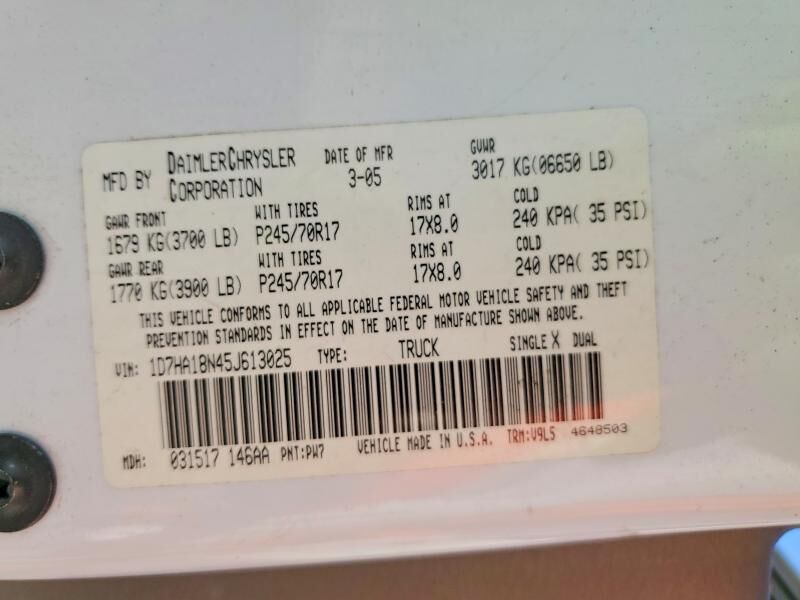 MFD BY DAIMLERCHRYSLER CORPORATION DATE OF MFR 3-05 GVWR 3017 KG(06650 LB)
GAWR FRONT WITH TIRES RIMS AT COLD
1679 KG(3700 LB) P245/70R17 17X8.0 240 KPA( 35 PSI)
GAWR REAR WITH TIRES RIMS AT COLD
1770 KG(3900 LB) P245/70R17 17X8.0 240 KPA( 35 PSI)
THIS VEHICLE CONFORMS TO ALL APPLICABLE FEDERAL MOTOR VEHICLE SAFETY AND THEFT
PREVENTION STANDARDS IN EFFECT ON THE DATE OF MANUFACTURE SHOWN ABOVE.
VIN: 1D7HA18N45J613025 TYPE: TRUCK SINGLE X DUAL
MDH: 031517 146AA PNT:PW7 VEHICLE MADE IN U.S.A. TRM:V9L5 4648503